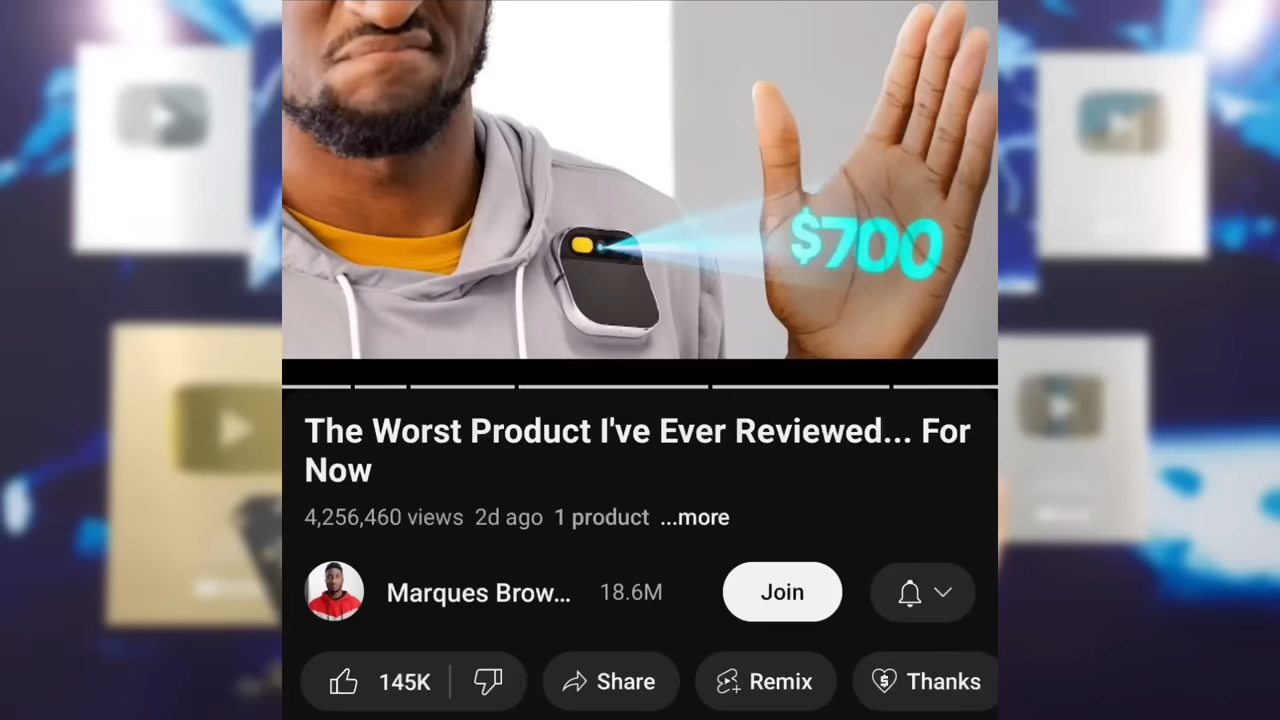 $700
The Worst Product I've Ever Reviewed... For
Now
4,256,460 views 2d ago 1 product ...more
Marques Brow... 18.6M Join
145K Share Remix Thanks